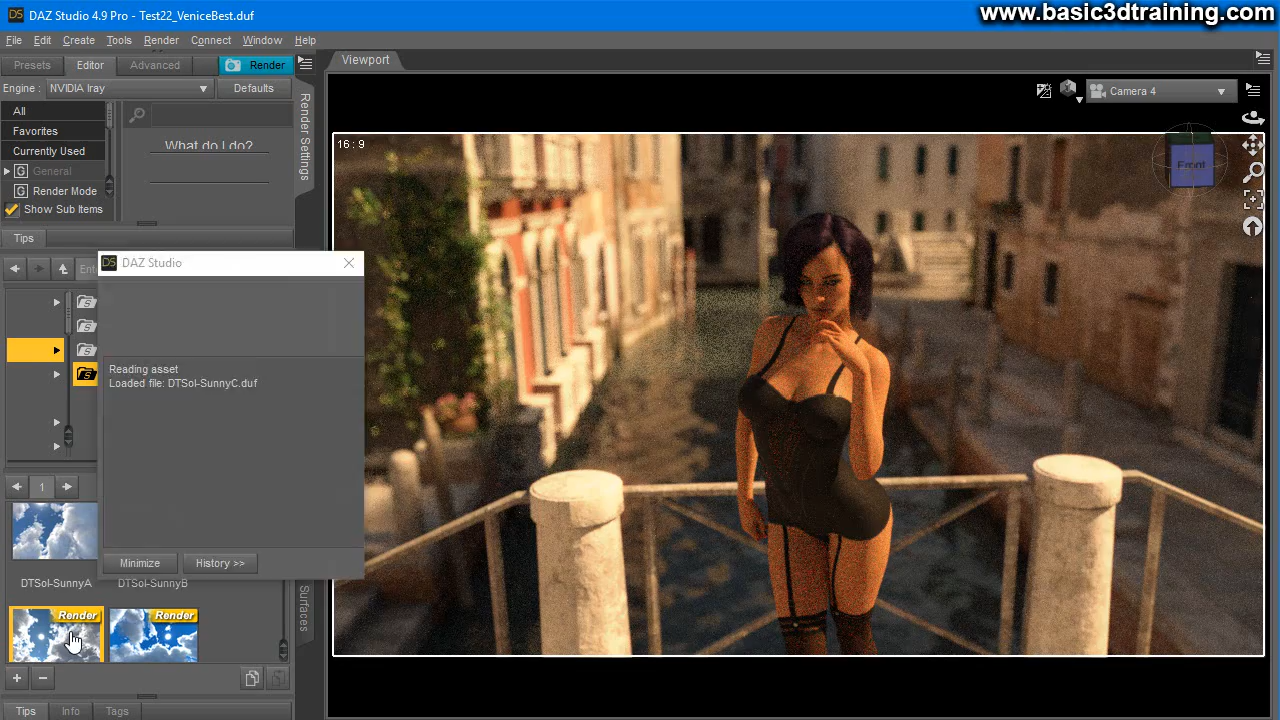 DAZ Studio 4.9 Pro - Test22_VeniceBest.duf
www.basic3dtraining.com
File Edit Create Tools Render Connect Window Help
Presets Editor Advanced Render
Viewport
Engine : NVIDIA Iray Defaults
Camera 4
All
Favorites
What do I do?
Currently Used
General
Render Mode
Show Sub Items
Render Settings
16 : 9
Front
Tips
DAZ Studio
Reading asset
Loaded file: DTSol-SunnyC.duf
1
Minimize History >>
DTSol-SunnyA DTSol-SunnyB
Render Render
Surfaces
Tips Info Tags